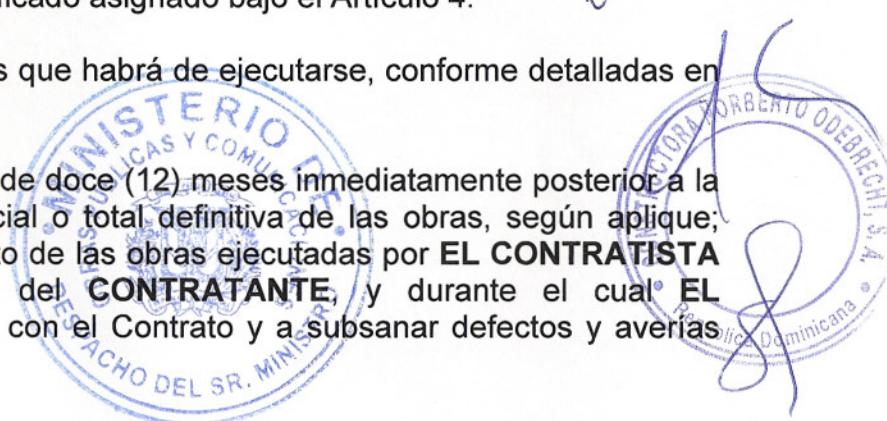 icado asignado bajo el Artículo 4.
s que habrá de ejecutarse, conforme detalladas en
de doce (12) meses inmediatamente posterior a la
cial o total definitiva de las obras, según aplique;
o de las obras ejecutadas por EL CONTRATISTA
del CONTRATANTE, y durante el cual EL
con el Contrato y a subsanar defectos y averías
MINISTERIO DE
OBRAS PUBLICAS Y COMUNICACIONES
DESPACHO DEL SR. MINISTRO
CONSTRUCTORA NORBERTO ODEBRECHT, S.A.
República Dominicana